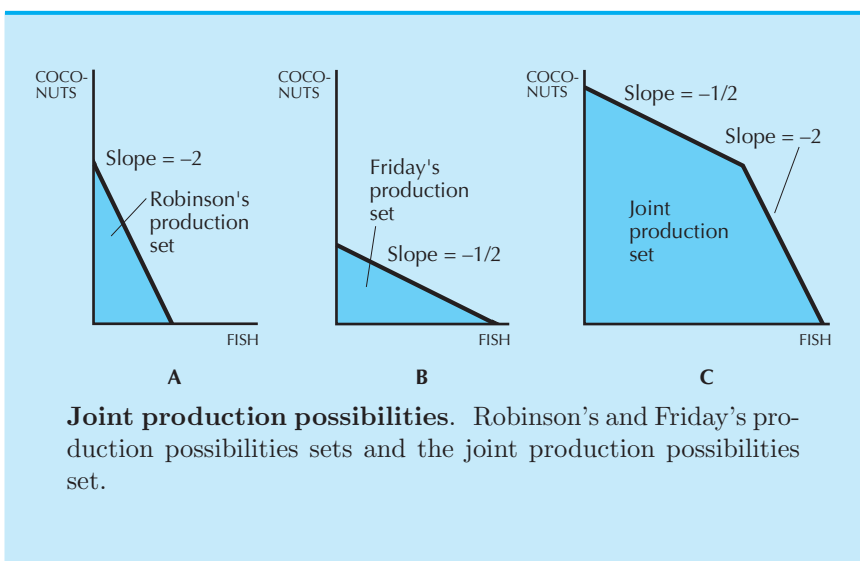 COCO-
NUTS
Slope = –2
Robinson's
production
set
FISH
A
COCO-
NUTS
Friday's
production
set
Slope = –1/2
FISH
B
COCO-
NUTS
Slope = –1/2
Slope = –2
Joint
production
set
FISH
C
Joint production possibilities. Robinson's and Friday's pro-
duction possibilities sets and the joint production possibilities
set.